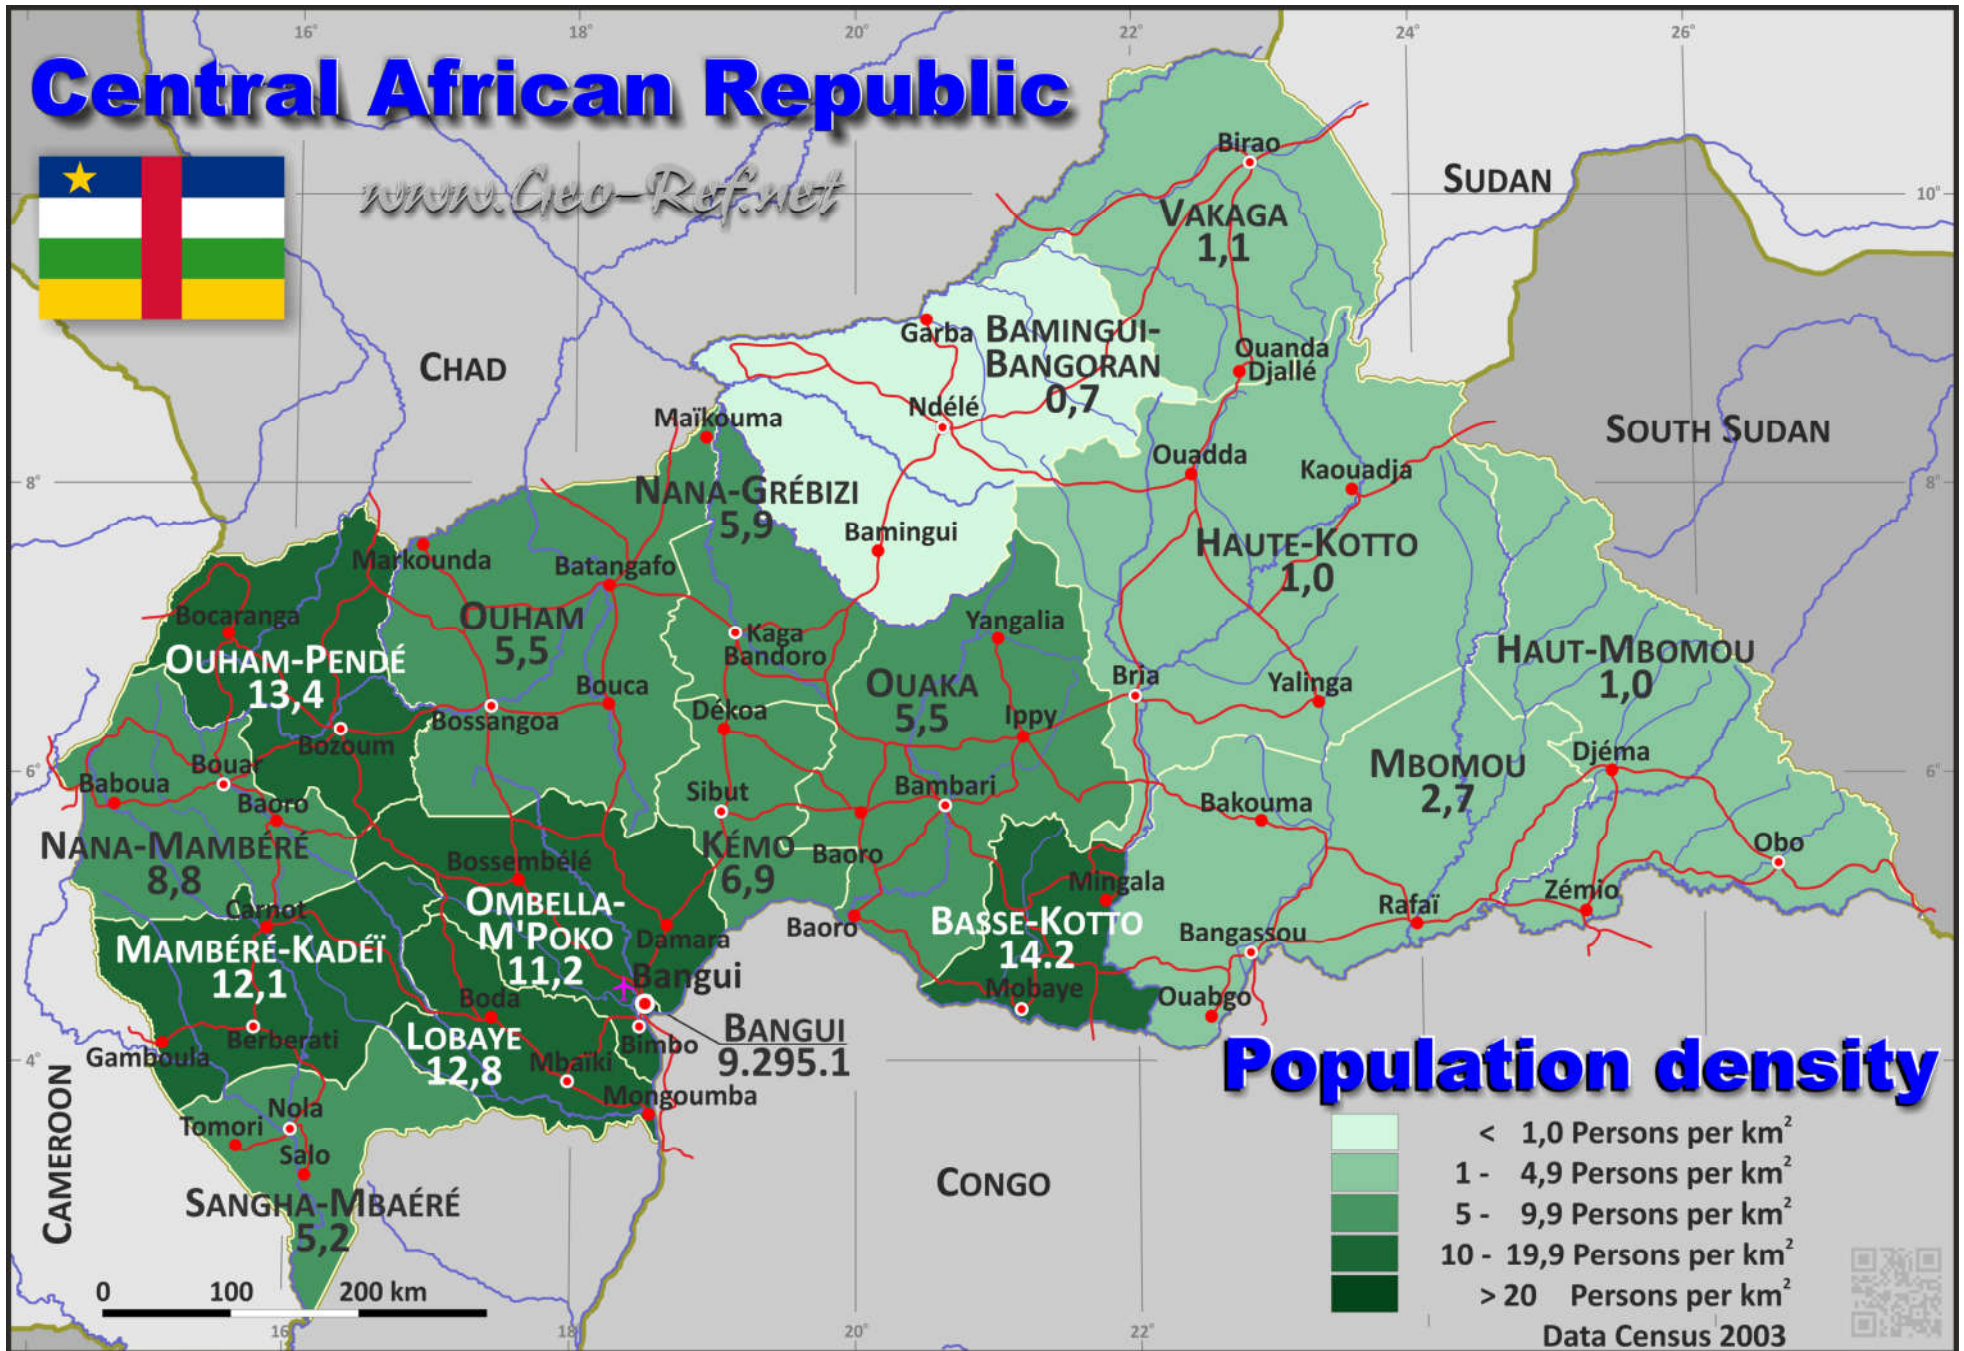 16°
18°
20°
22°
24°
26°
Central African Republic
www.Geo-Ref.net
Birao
SUDAN
10°
VAKAGA
1,1
CHAD
Garba
BAMINGUI-
BANGORAN
0,7
Ouanda
Djallé
Ndélé
Maïkouma
SOUTH SUDAN
Ouadda
Kaouadja
8°
NANA-GRÉBIZI
5,9
8°
Bamingui
HAUTE-KOTTO
1,0
Markounda
Batangafo
Bocaranga
OUHAM
5,5
Yangalia
Kaga
Bandoro
OUHAM-PENDÉ
13,4
HAUT-MBOMOU
1,0
Bouca
OUAKA
5,5
Bria
Yalinga
Dékoa
Ippy
Bossangoa
Bozoum
6°
Baboua
Bouar
Baoro
MBOMOU
2,7
Djéma
6°
Sibut
Bambari
Bakouma
NANA-MAMBÉRÉ
8,8
KÉMO
6,9
Baoro
Obo
Bossembélé
Mingala
Zémio
Rafaï
Carnot
OMBELLA-
M'POKO
11,2
Damara
Baoro
BASSE-KOTTO
14.2
Bangassou
MAMBÉRÉ-KADÉÏ
12,1
Bangui
Mobaye
Ouabgo
Boda
Berberati
LOBAYE
12,8
BANGUI
9.295.1
Bimbo
Gamboula
Mbaïki
4°
Mongoumba
Population density
Nola
Tomori
Salo
CAMEROON
CONGO
SANGHA-MBAÉRÉ
5,2
< 1,0 Persons per km²
1 - 4,9 Persons per km²
5 - 9,9 Persons per km²
10 - 19,9 Persons per km²
> 20 Persons per km²
Data Census 2003
0 100 200 km
16
18
20°
22°